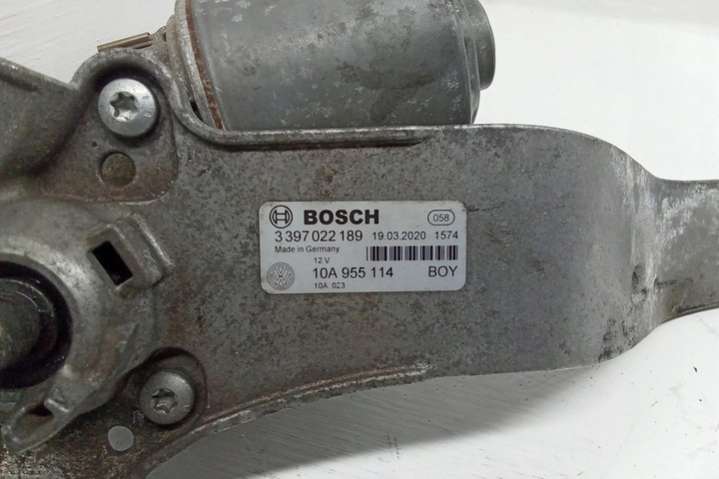 BOSCH 058
3 397 022 189 19.03.2020 1574
Made in Germany
12 V
10A 955 114 BOY
10A 023